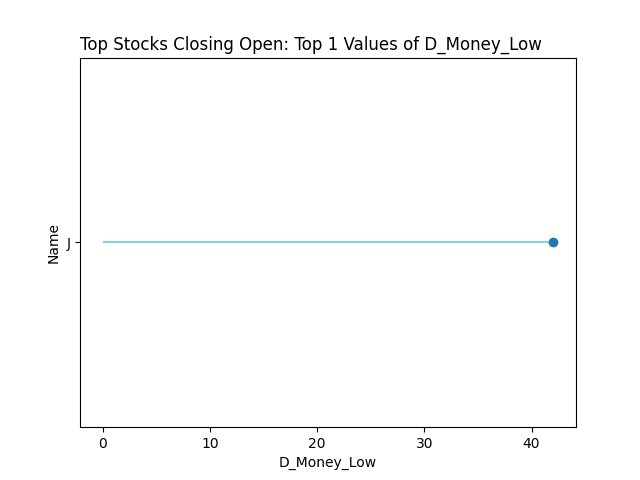 Top Stocks Closing Open: Top 1 Values of D_Money_Low
Name
J
0 10 20 30 40
D_Money_Low